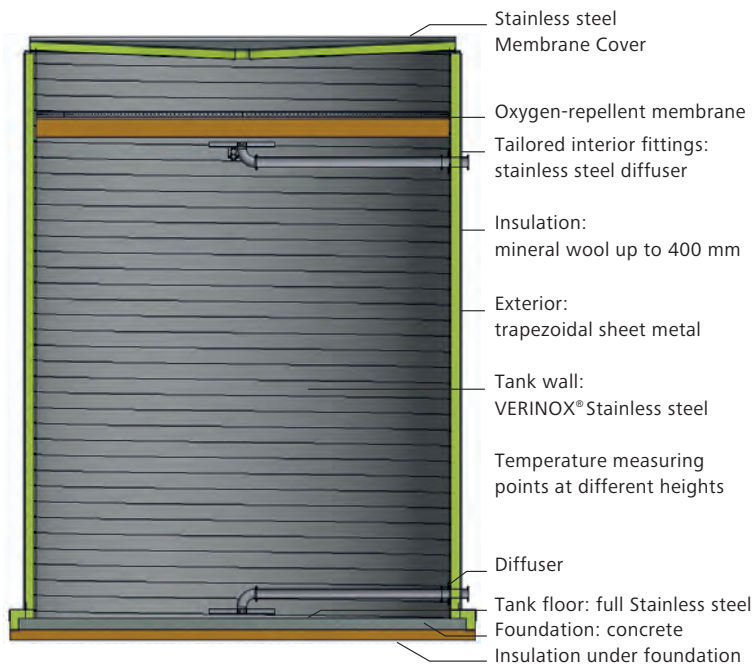 Stainless steel
Membrane Cover
Oxygen-repellent membrane
Tailored interior fittings:
stainless steel diffuser
Insulation:
mineral wool up to 400 mm
Exterior:
trapezoidal sheet metal
Tank wall:
VERINOX® Stainless steel
Temperature measuring
points at different heights
Diffuser
Tank floor: full Stainless steel
Foundation: concrete
Insulation under foundation